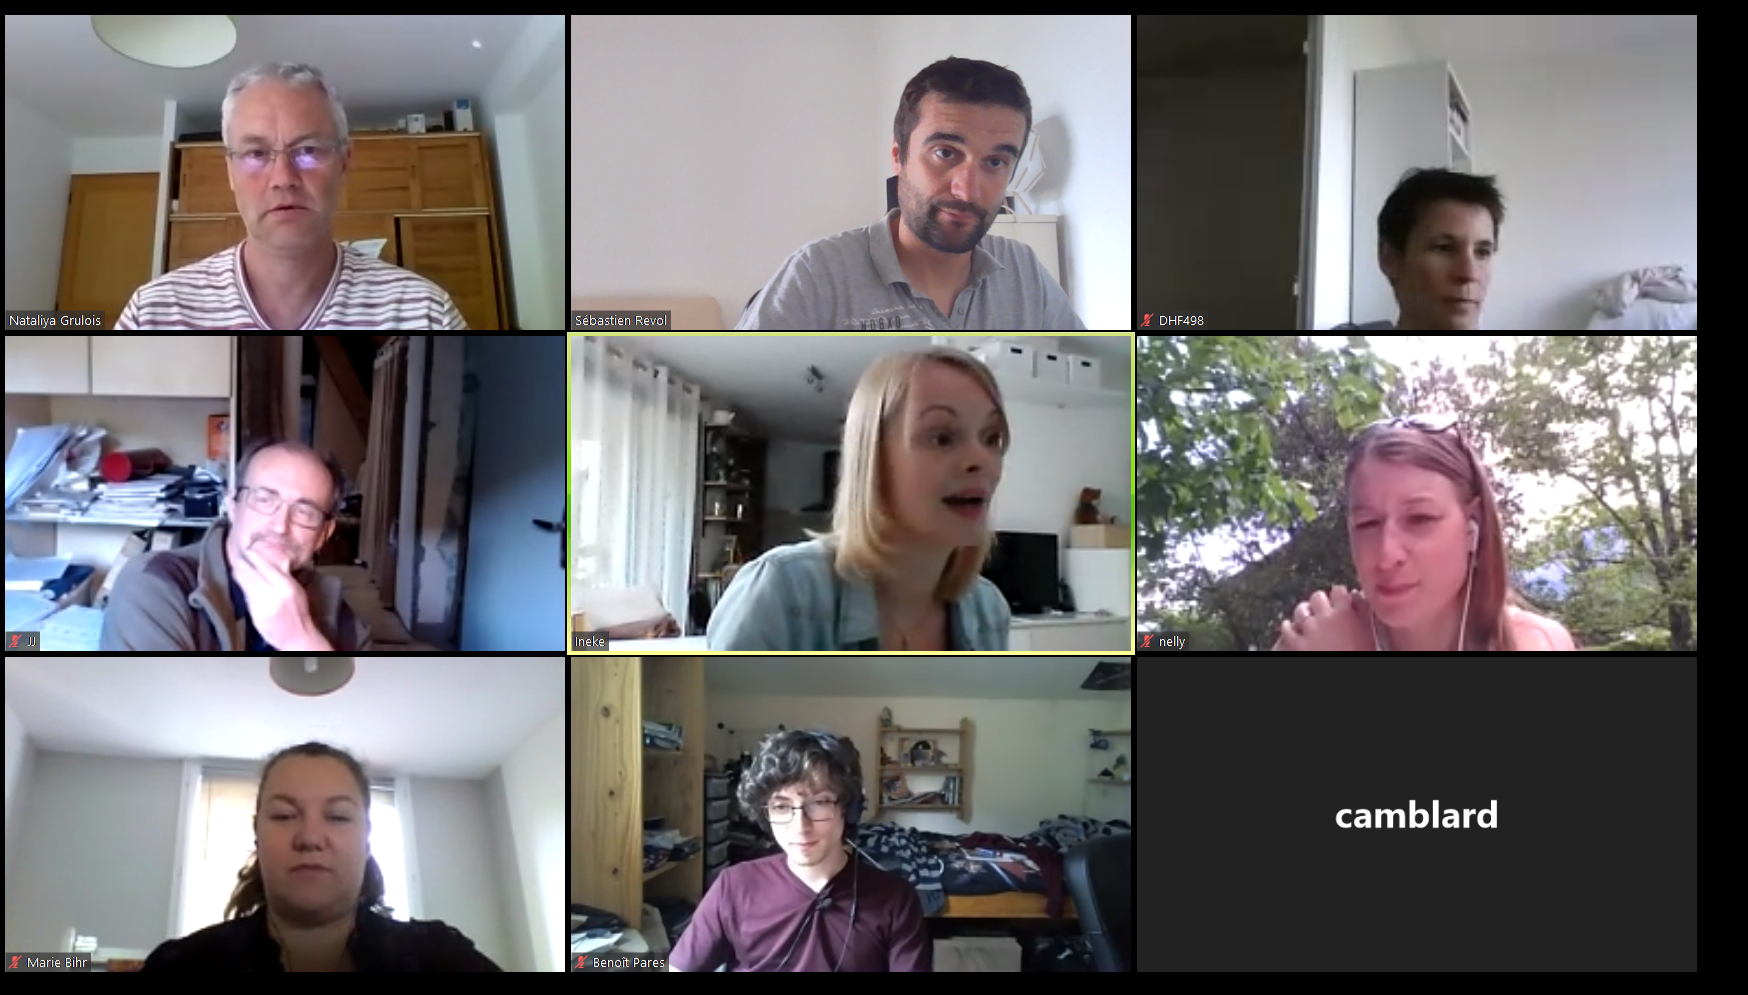 Nataliya Grulois
Sébastien Revol
DHF498
JJ
Ineke
nelly
Marie Bihr
Benoît Pares
camblard